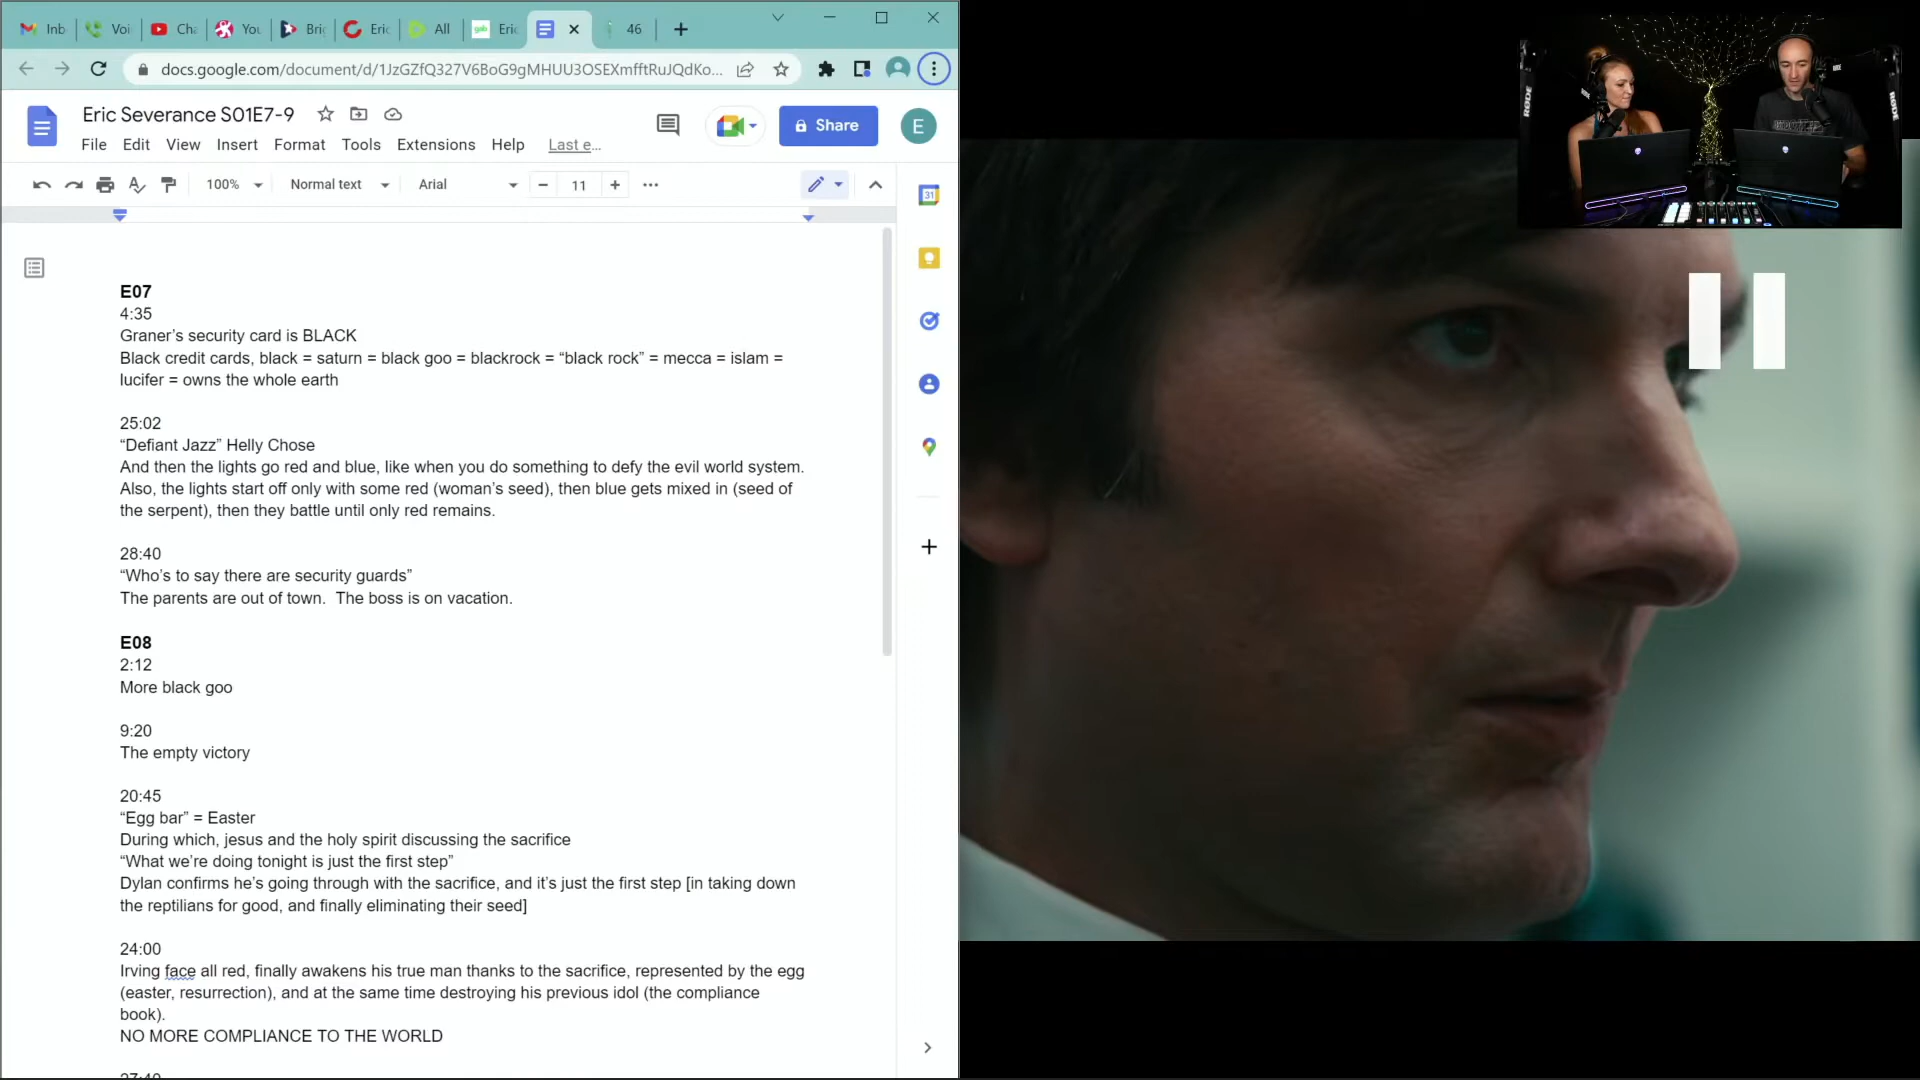 Inb
Voi
Cha
You
Brig
Eric
All
Eric
46
docs.google.com/document/d/1JzGZfQ327V6BoG9gMHUU3OSEXmfftRuJQdKo...
Eric Severance S01E7-9
Share
E
File Edit View Insert Format Tools Extensions Help Last e...
100% Normal text Arial 11
31
E07
4:35
Graner’s security card is BLACK
Black credit cards, black = saturn = black goo = blackrock = “black rock” = mecca = islam =
lucifer = owns the whole earth
25:02
“Defiant Jazz” Helly Chose
And then the lights go red and blue, like when you do something to defy the evil world system.
Also, the lights start off only with some red (woman’s seed), then blue gets mixed in (seed of
the serpent), then they battle until only red remains.
28:40
“Who’s to say there are security guards”
The parents are out of town.  The boss is on vacation.
E08
2:12
More black goo
9:20
The empty victory
20:45
“Egg bar” = Easter
During which, jesus and the holy spirit discussing the sacrifice
“What we’re doing tonight is just the first step”
Dylan confirms he’s going through with the sacrifice, and it’s just the first step [in taking down
the reptilians for good, and finally eliminating their seed]
24:00
Irving face all red, finally awakens his true man thanks to the sacrifice, represented by the egg
(easter, resurrection), and at the same time destroying his previous idol (the compliance
book).
NO MORE COMPLIANCE TO THE WORLD
RØDE
RØDE